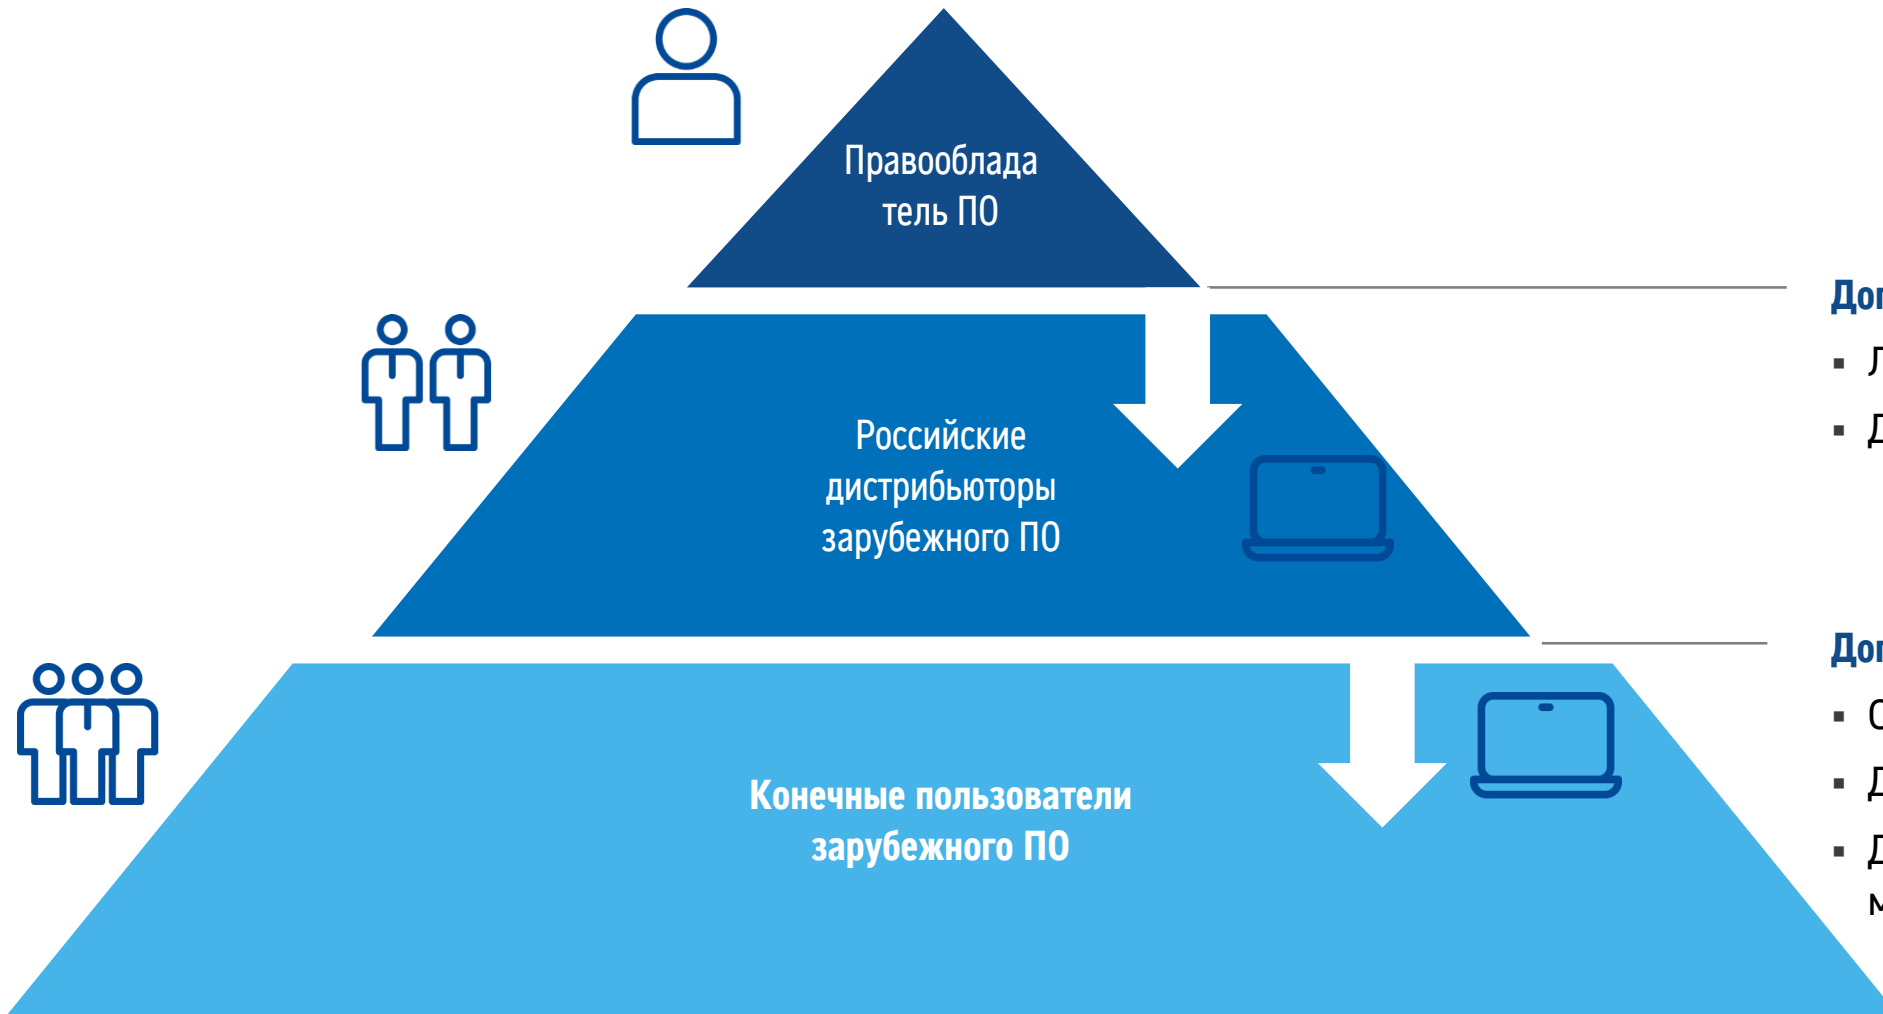 Правооблада
тель ПО
Российские
дистрибьюторы
зарубежного ПО
Конечные пользователи
зарубежного ПО